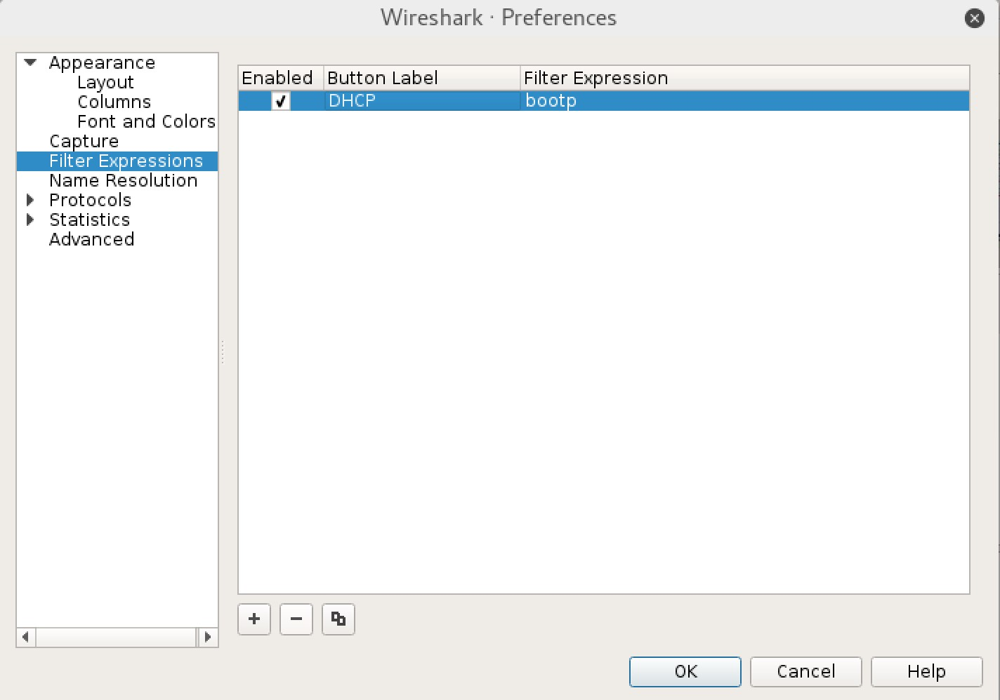 Wireshark · Preferences
Appearance
Layout
Columns
Font and Colors
Capture
Filter Expressions
Name Resolution
Protocols
Statistics
Advanced
Enabled Button Label Filter Expression
DHCP bootp
OK Cancel Help